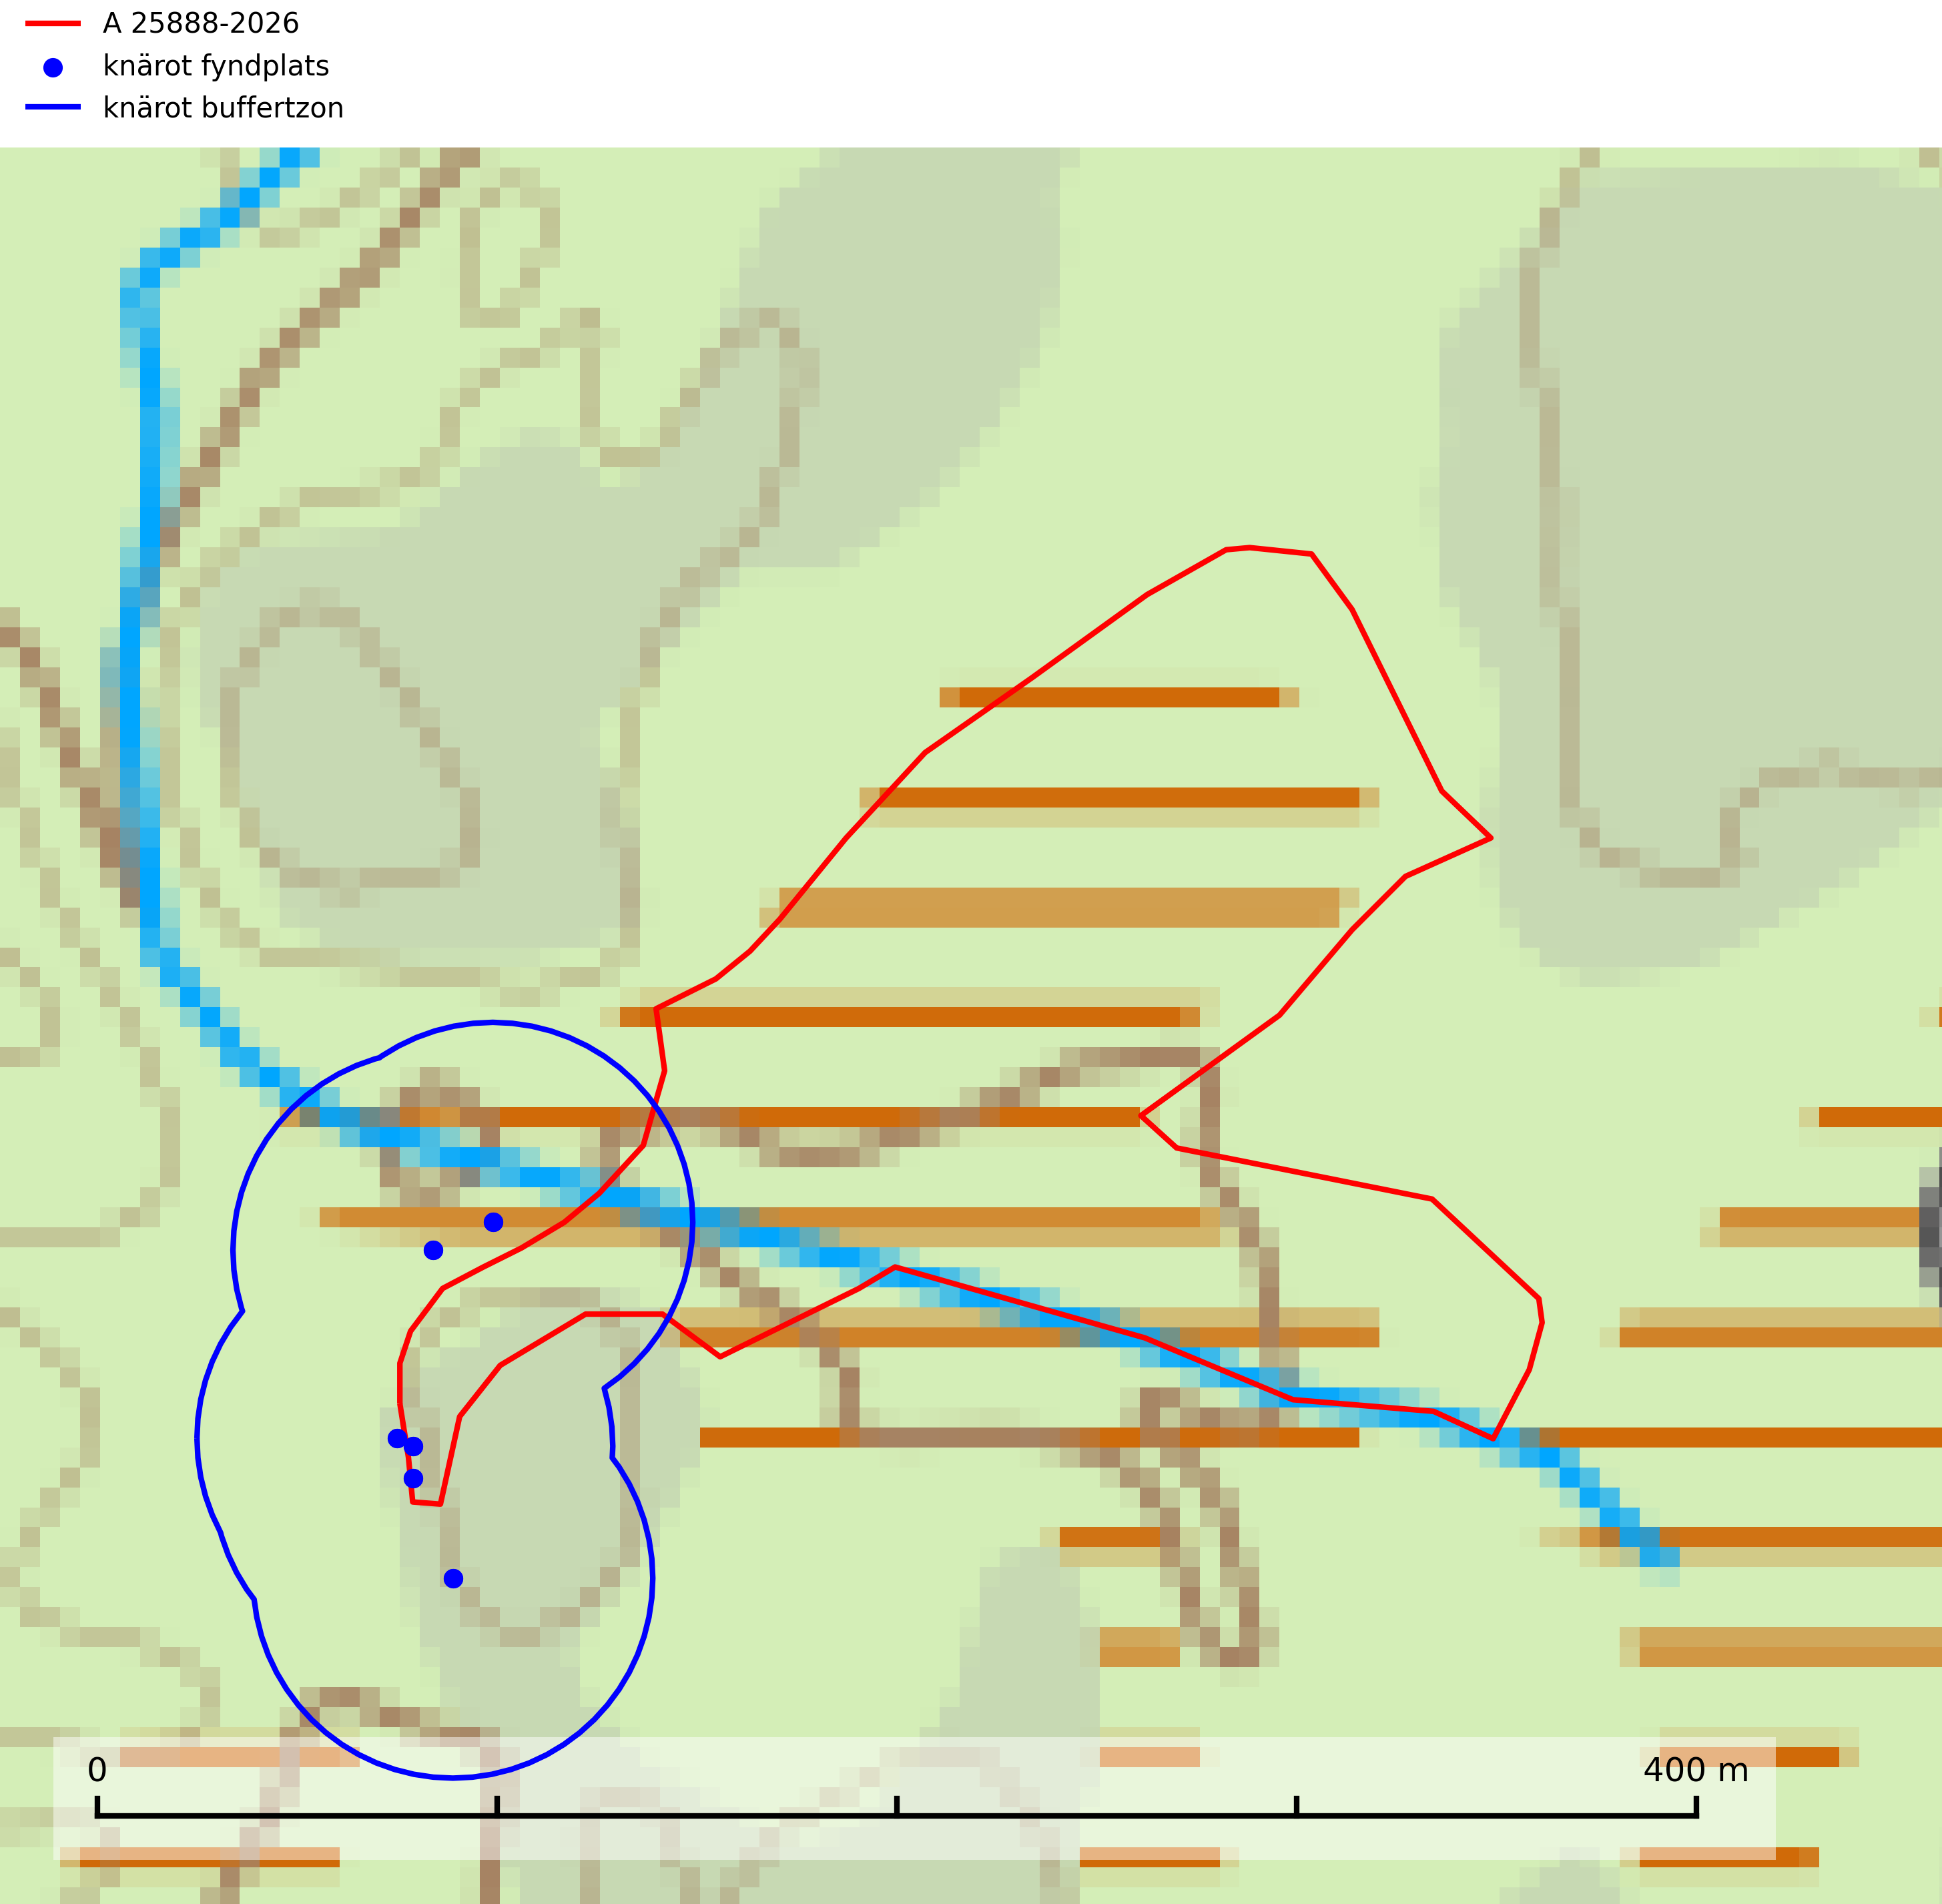 A 25888-2026
knärot fyndplats
knärot buffertzon
0
400 m